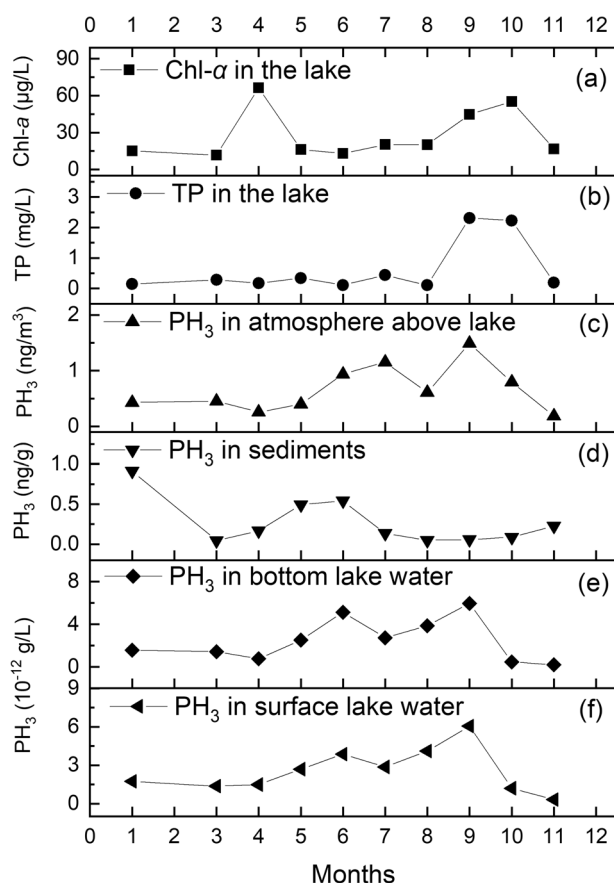 0 1 2 3 4 5 6 7 8 9 10 11 12
Chl-a (µg/L)
90
60
30
0
Chl-α in the lake
(a)
TP (mg/L)
3
2
1
0
TP in the lake
(b)
PH₃ (ng/m³)
2
1
0
PH₃ in atmosphere above lake
(c)
PH₃ (ng/g)
1.0
0.5
0.0
PH₃ in sediments
(d)
PH₃ (10⁻¹² g/L)
8
4
0
PH₃ in bottom lake water
(e)
9
6
3
0
PH₃ in surface lake water
(f)
0 1 2 3 4 5 6 7 8 9 10 11 12
Months